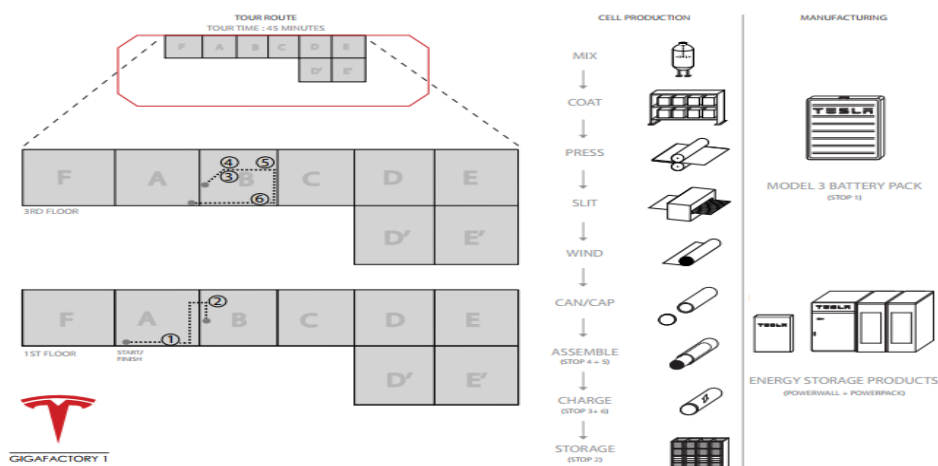 TOUR ROUTE
TOUR TIME : 45 MINUTES
F A B C D E
D' E'
F A B C D E
④ ⑤
③
⑥
3RD FLOOR
D' E'
F A B C D E
②
①
1ST FLOOR
START/
FINISH
D' E'
GIGAFACTORY 1
CELL PRODUCTION
MIX
COAT
PRESS
SLIT
WIND
CAN/CAP
ASSEMBLE
(STOP 4 + 5)
CHARGE
(STOP 3+ 6)
STORAGE
(STOP 2)
MANUFACTURING
TESLA
MODEL 3 BATTERY PACK
(STOP 1)
TESLA
TESLA
ENERGY STORAGE PRODUCTS
(POWERWALL + POWERPACK)